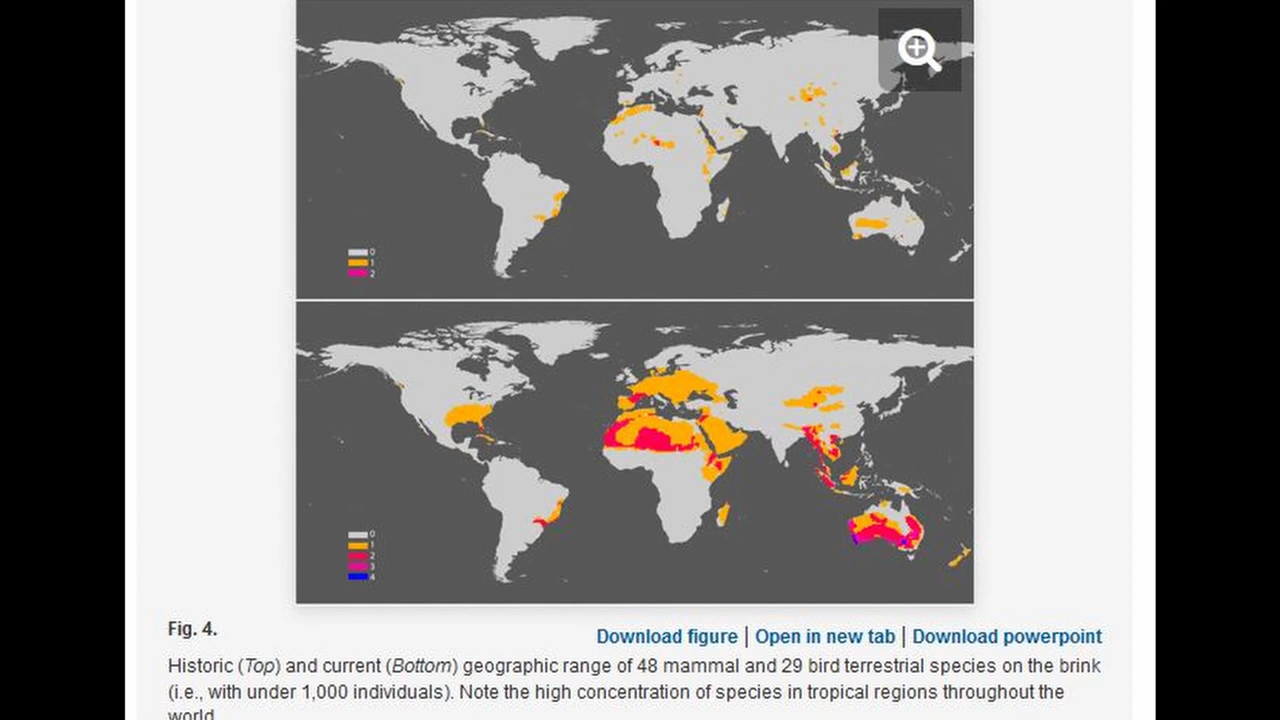 0
1
2
0
1
2
3
4
Fig. 4.
Download figure | Open in new tab | Download powerpoint
Historic (Top) and current (Bottom) geographic range of 48 mammal and 29 bird terrestrial species on the brink
(i.e., with under 1,000 individuals). Note the high concentration of species in tropical regions throughout the
world.